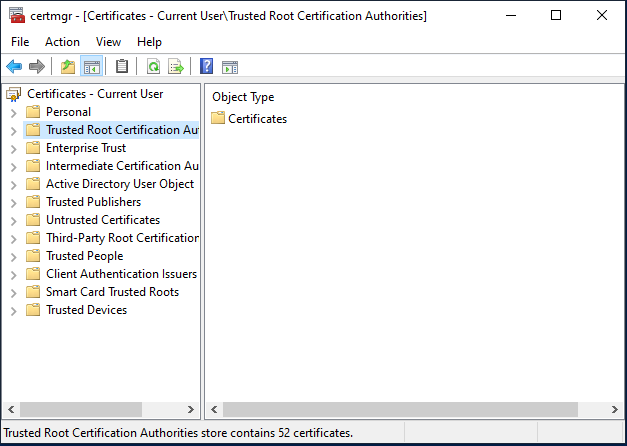 certmgr - [Certificates - Current User\Trusted Root Certification Authorities]
File Action View Help
Certificates - Current User
Personal
Trusted Root Certification Aut
Enterprise Trust
Intermediate Certification Au
Active Directory User Object
Trusted Publishers
Untrusted Certificates
Third-Party Root Certification
Trusted People
Client Authentication Issuers
Smart Card Trusted Roots
Trusted Devices
Object Type
Certificates
Trusted Root Certification Authorities store contains 52 certificates.